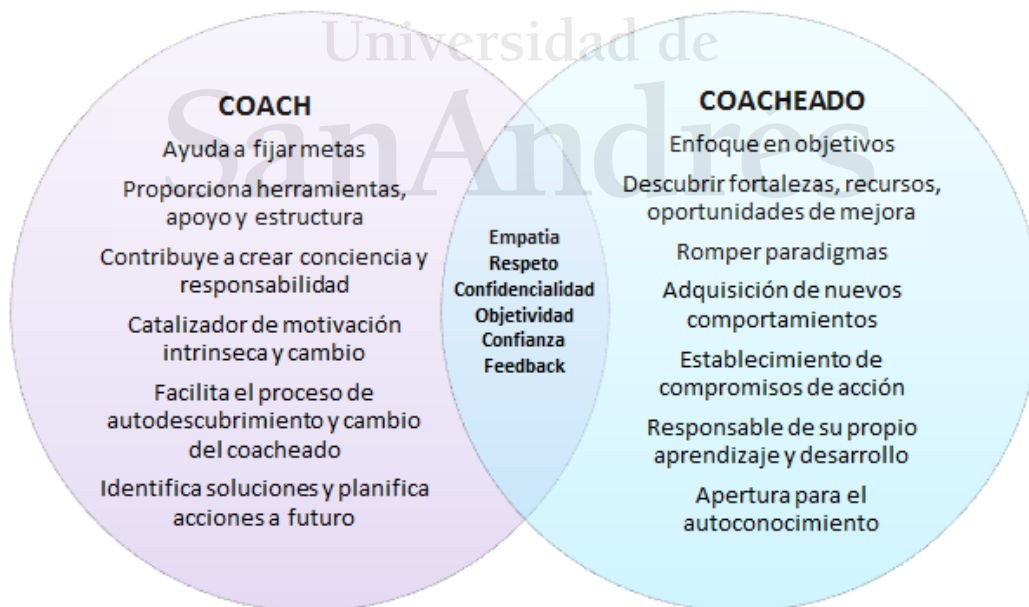 Universidad de
SanAndrés
COACH
Ayuda a fijar metas
Proporciona herramientas,
apoyo y estructura
Contribuye a crear conciencia y
responsabilidad
Catalizador de motivación
intrinseca y cambio
Facilita el proceso de
autodescubrimiento y cambio
del coacheado
Identifica soluciones y planifica
acciones a futuro
Empatia
Respeto
Confidencialidad
Objetividad
Confianza
Feedback
COACHEADO
Enfoque en objetivos
Descubrir fortalezas, recursos,
oportunidades de mejora
Romper paradigmas
Adquisición de nuevos
comportamientos
Establecimiento de
compromisos de acción
Responsable de su propio
aprendizaje y desarrollo
Apertura para el
autoconocimiento